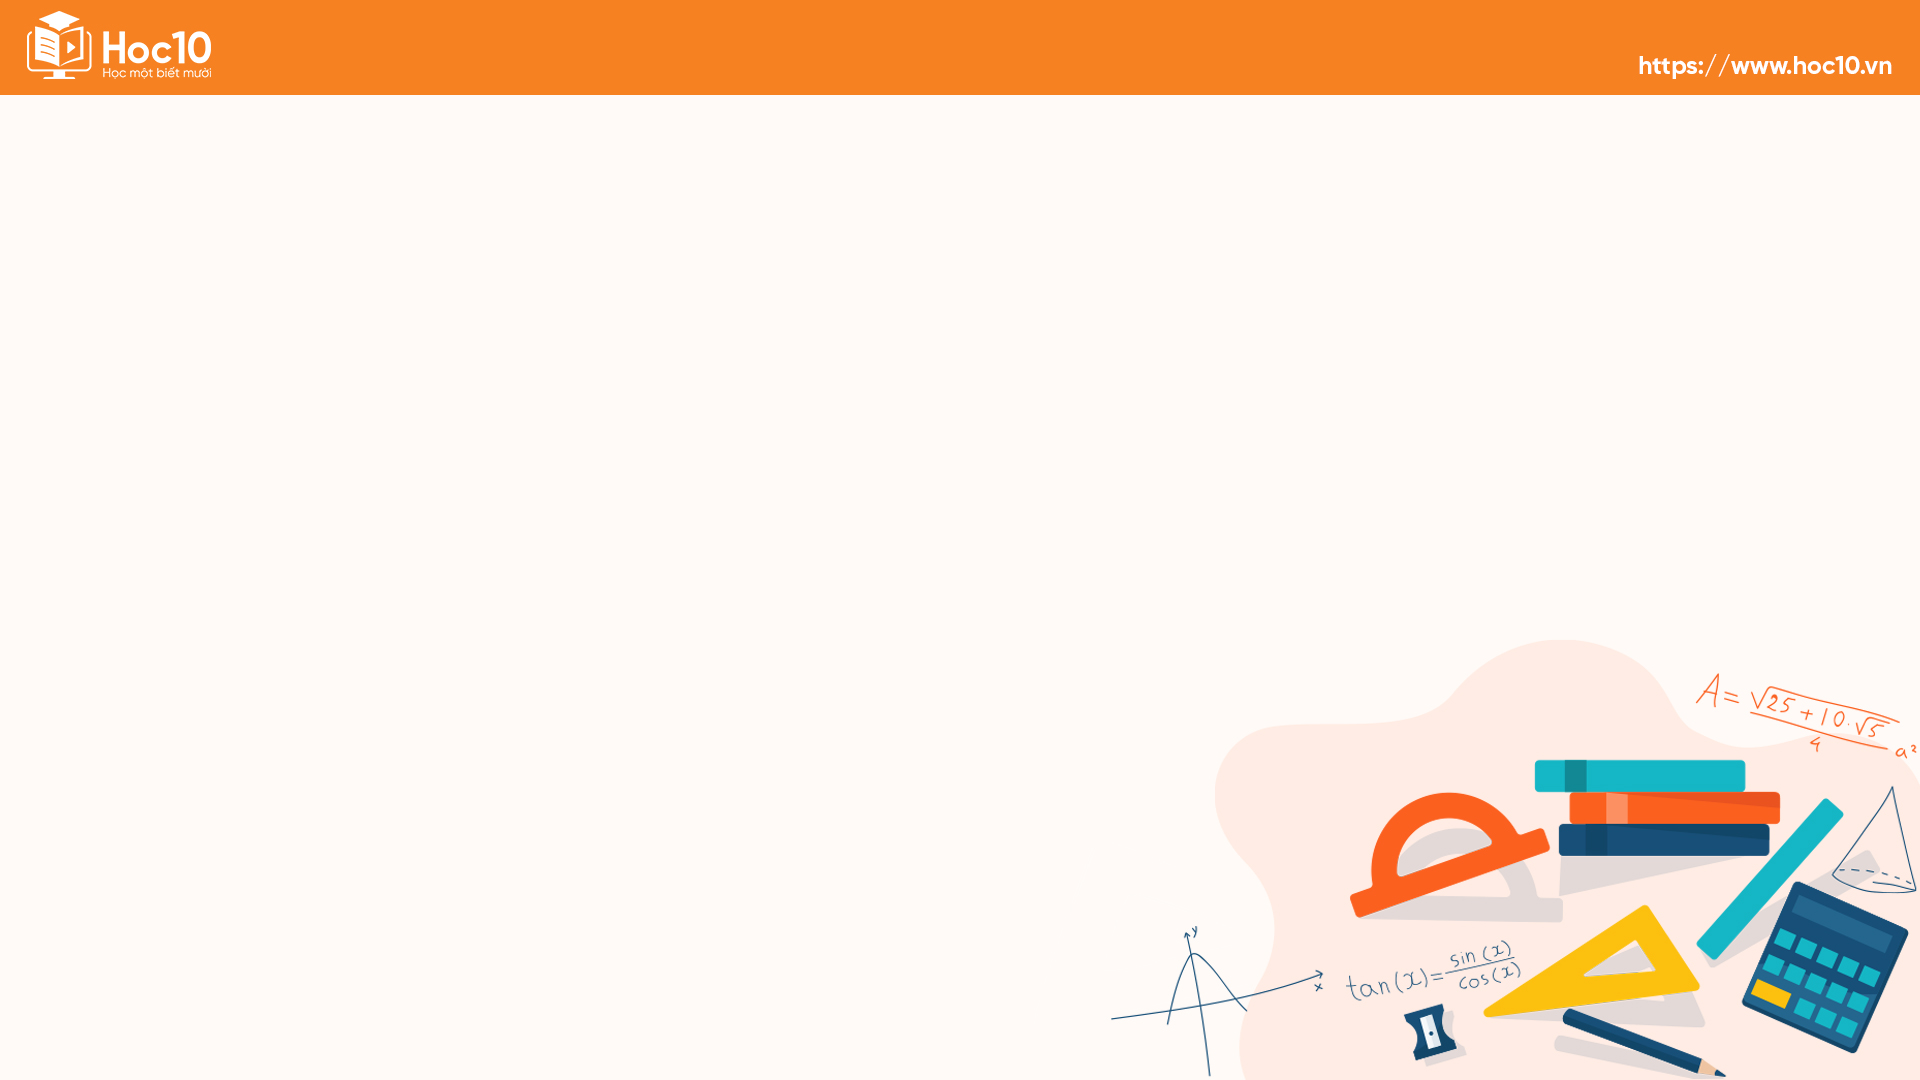 Hoc10
Học một biết mười
https://www.hoc10.vn
A = √25 + 10·√5
4
a²
y
x
tan(x) = sin(x)
cos(x)